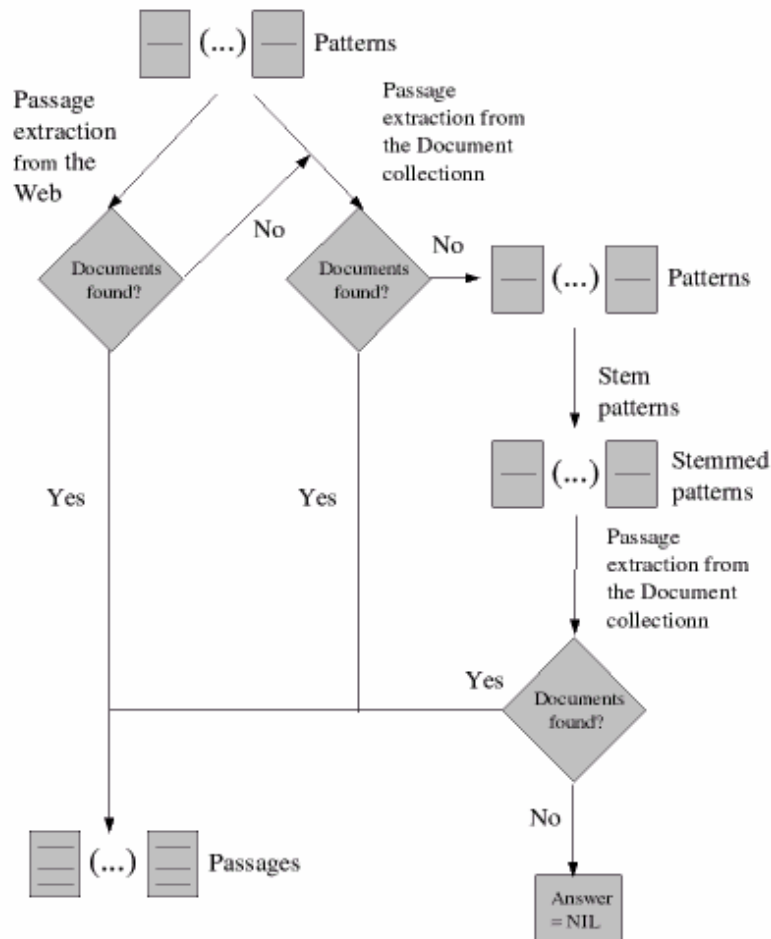 (...) Patterns
Passage
extraction
from the
Web
Passage
extraction from
the Document
collectionn
No
Documents
found?
Documents
found?
No
(...) Patterns
Stem
patterns
(...) Stemmed
patterns
Yes
Yes
Passage
extraction from
the Document
collectionn
Yes
Documents
found?
No
(...) Passages
Answer
= NIL